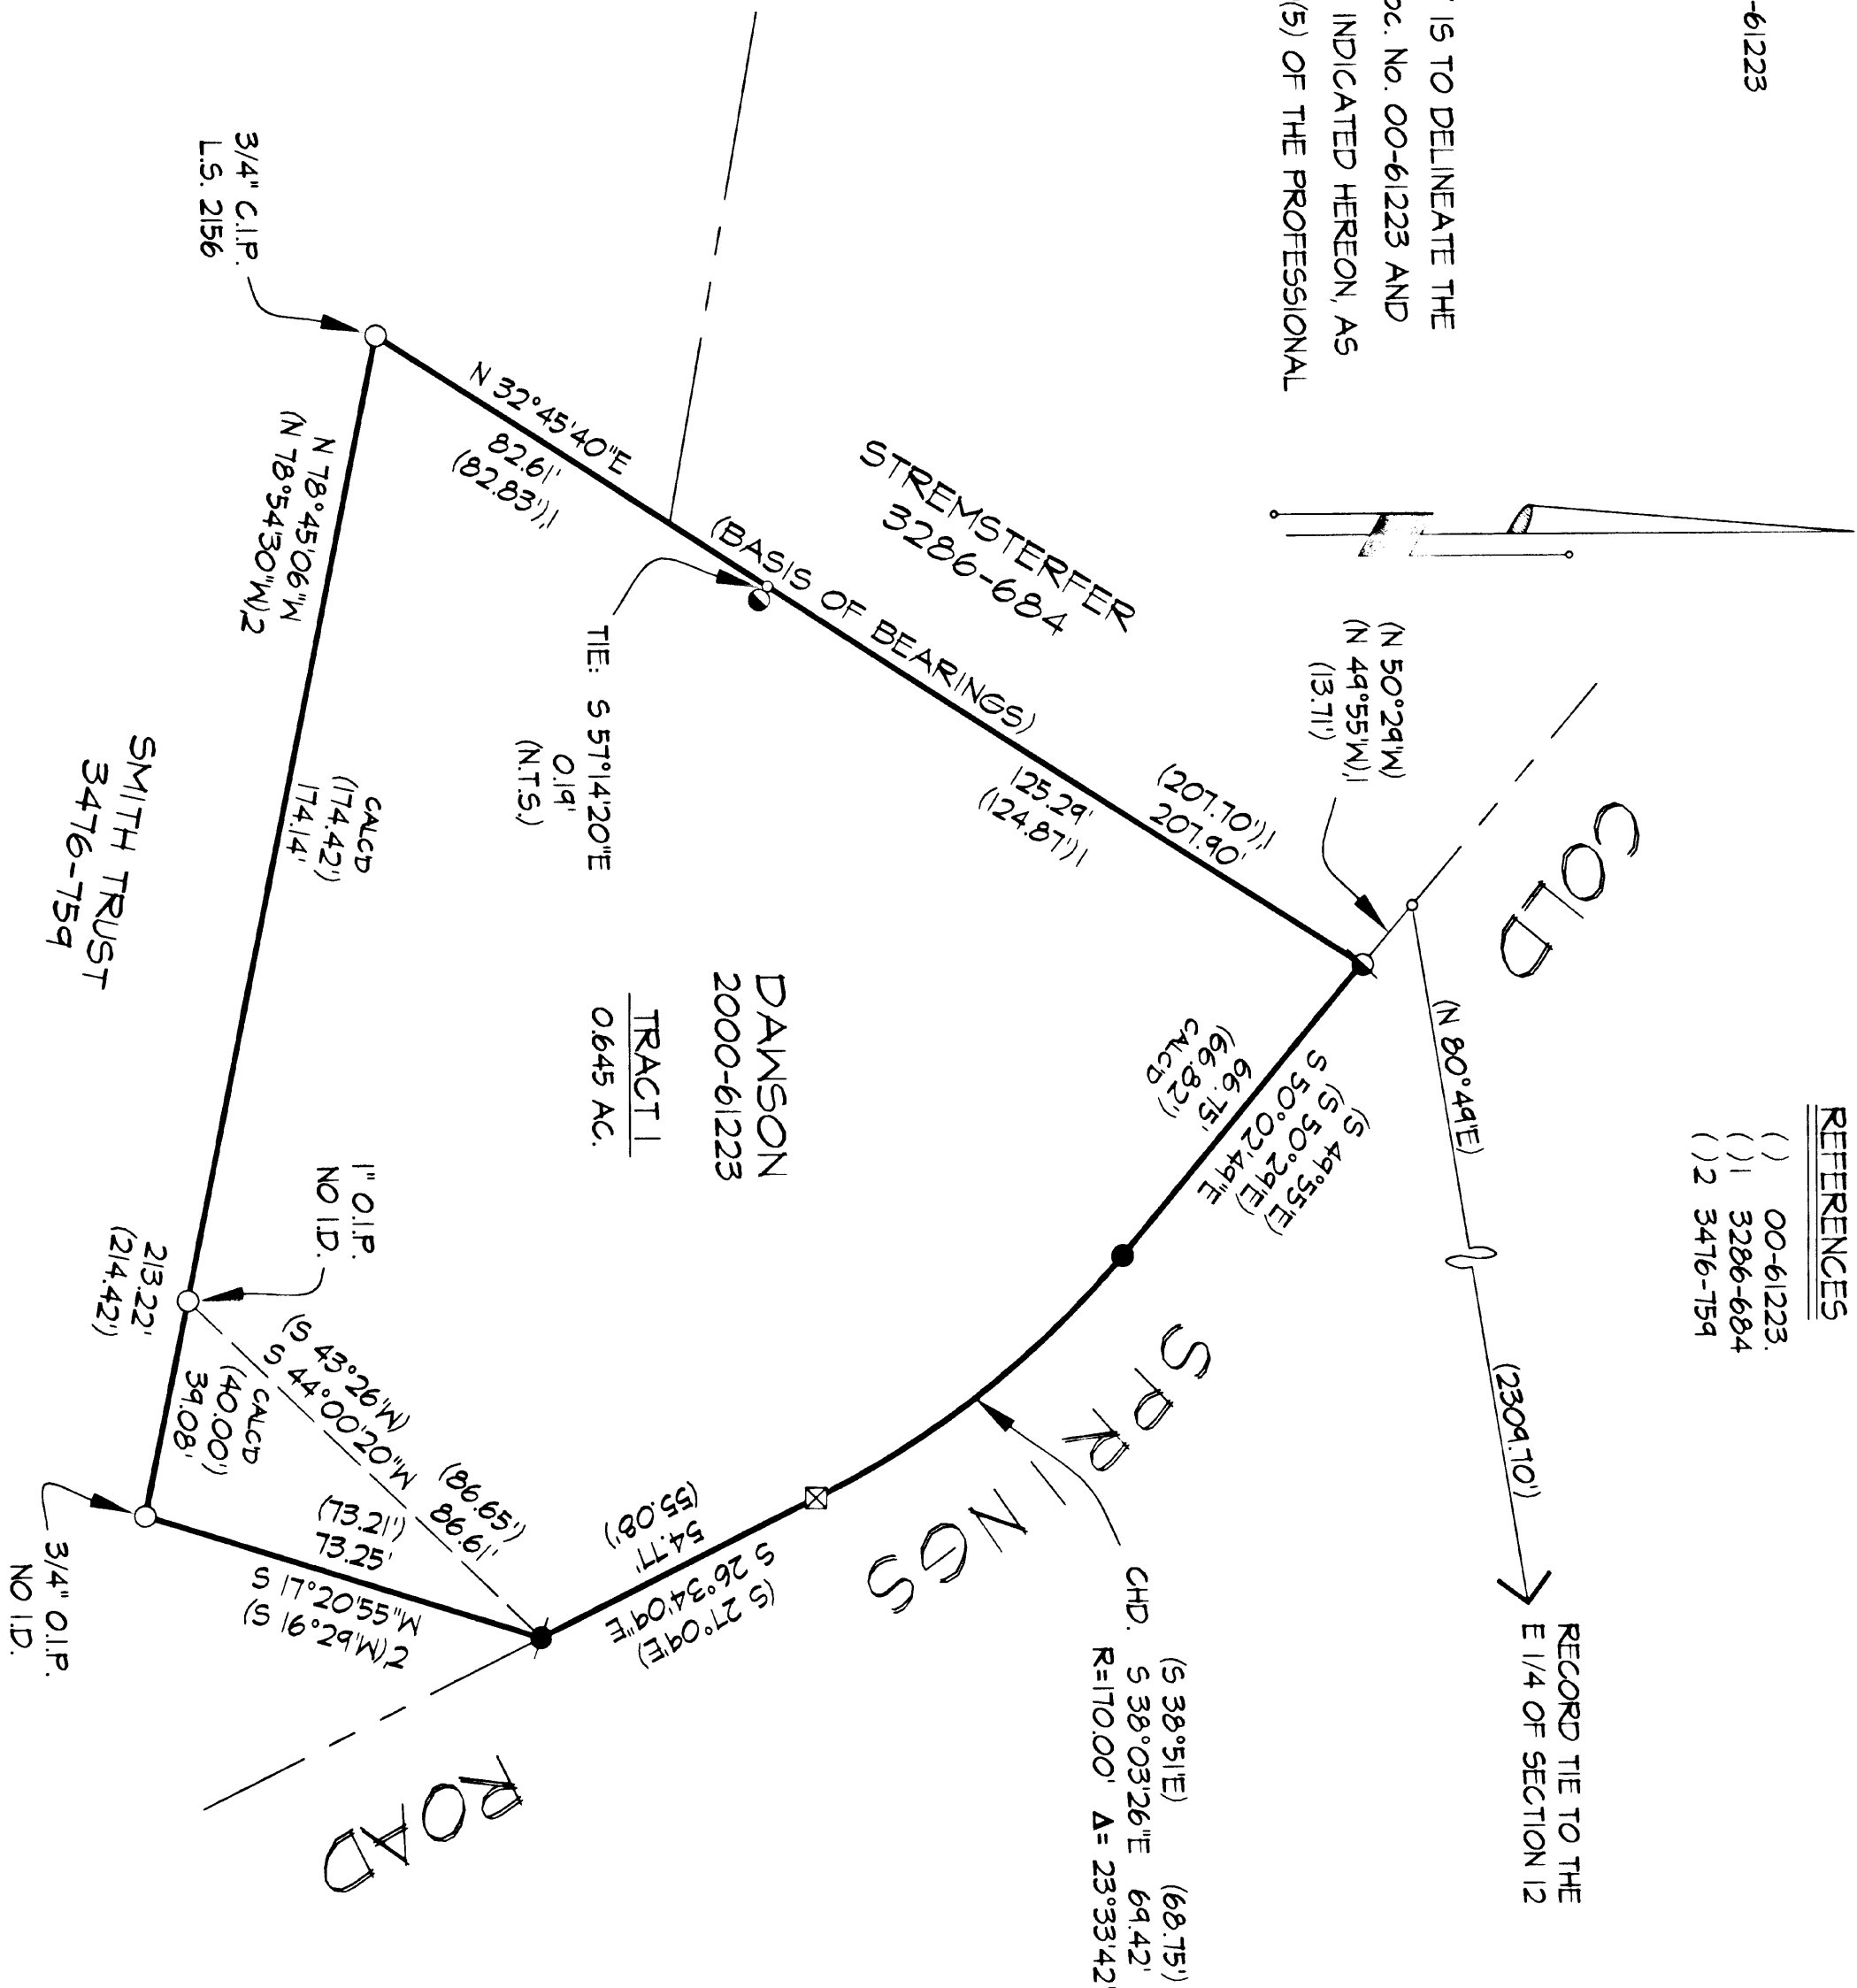 -61223
IS TO DELINEATE THE
oc. No. 00-61223 AND
INDICATED HEREON, AS
(5) OF THE PROFESSIONAL
REFERENCES
( ) 00-61223.
( )1 3286-684
( )2 3476-759
RECORD TIE TO THE
E 1/4 OF SECTION 12
(N 80°49'E)
(2309.70')
(N 50°29'W)
(N 49°55'W)1
(13.71')
COLD
SPRINGS
ROAD
STREMSTERFER
3286-684
(S 49°55'E)
(S 50°29'E)
S 50°02'49"E
66.75'
(66.82')
CALC'D
(207.70')1
207.90'
125.29'
(124.87')1
(BASIS OF BEARINGS)
N 32°45'40"E
82.61'
(82.83')1
TIE: S 57°14'20"E
0.19'
(N.T.S.)
3/4" C.I.P.
L.S. 2156
DAWSON
2000-61223
TRACT 1
0.645 AC.
(S 38°51'E) (68.75')
CHD. S 38°03'26"E 69.42'
R=170.00' Δ= 23°33'42"
N 78°45'06"W
(N 78°54'30"W)2
CALC'D
(174.42')
174.14'
SMITH TRUST
3476-759
1" O.I.P.
NO I.D.
213.22'
(214.42')
CALC'D
(40.00')
39.08'
(S 43°26'W)
S 44°00'20"W
(86.65')
86.61'
(73.21')
73.25'
S 17°20'55"W
(S 16°29'W)2
(55.08')
54.77'
S 26°34'09"E
(S 27°09'E)
3/4" O.I.P.
NO I.D.